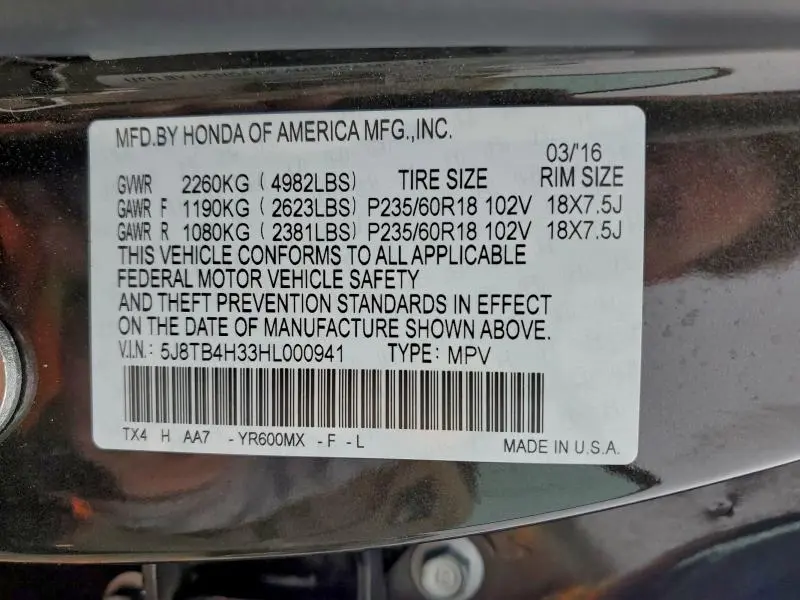 MFD.BY HONDA OF AMERICA MFG.,INC.
03/'16
GVWR 2260KG ( 4982LBS) TIRE SIZE RIM SIZE
GAWR F 1190KG ( 2623LBS) P235/60R18 102V 18X7.5J
GAWR R 1080KG ( 2381LBS) P235/60R18 102V 18X7.5J
THIS VEHICLE CONFORMS TO ALL APPLICABLE
FEDERAL MOTOR VEHICLE SAFETY
AND THEFT PREVENTION STANDARDS IN EFFECT
ON THE DATE OF MANUFACTURE SHOWN ABOVE.
V.I.N.: 5J8TB4H33HL000941 TYPE: MPV
TX4 H AA7 -YR600MX -F -L
MADE IN U.S.A.